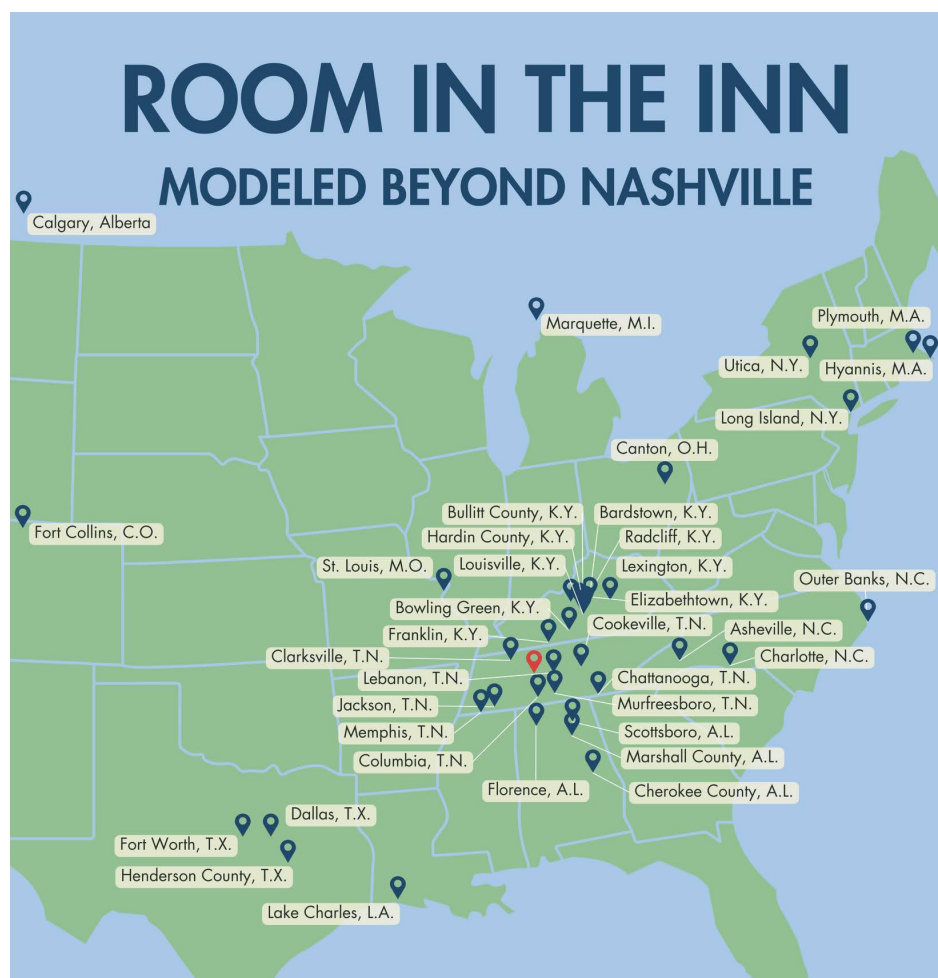 ROOM IN THE INN
MODELED BEYOND NASHVILLE
Calgary, Alberta
Marquette, M.I.
Plymouth, M.A.
Utica, N.Y.
Hyannis, M.A.
Long Island, N.Y.
Canton, O.H.
Fort Collins, C.O.
Bullitt County, K.Y.
Bardstown, K.Y.
Hardin County, K.Y.
Radcliff, K.Y.
St. Louis, M.O.
Louisville, K.Y.
Lexington, K.Y.
Outer Banks, N.C.
Bowling Green, K.Y.
Elizabethtown, K.Y.
Franklin, K.Y.
Cookeville, T.N.
Asheville, N.C.
Clarksville, T.N.
Charlotte, N.C.
Lebanon, T.N.
Chattanooga, T.N.
Jackson, T.N.
Murfreesboro, T.N.
Memphis, T.N.
Scottsboro, A.L.
Columbia, T.N.
Marshall County, A.L.
Florence, A.L.
Cherokee County, A.L.
Dallas, T.X.
Fort Worth, T.X.
Henderson County, T.X.
Lake Charles, L.A.